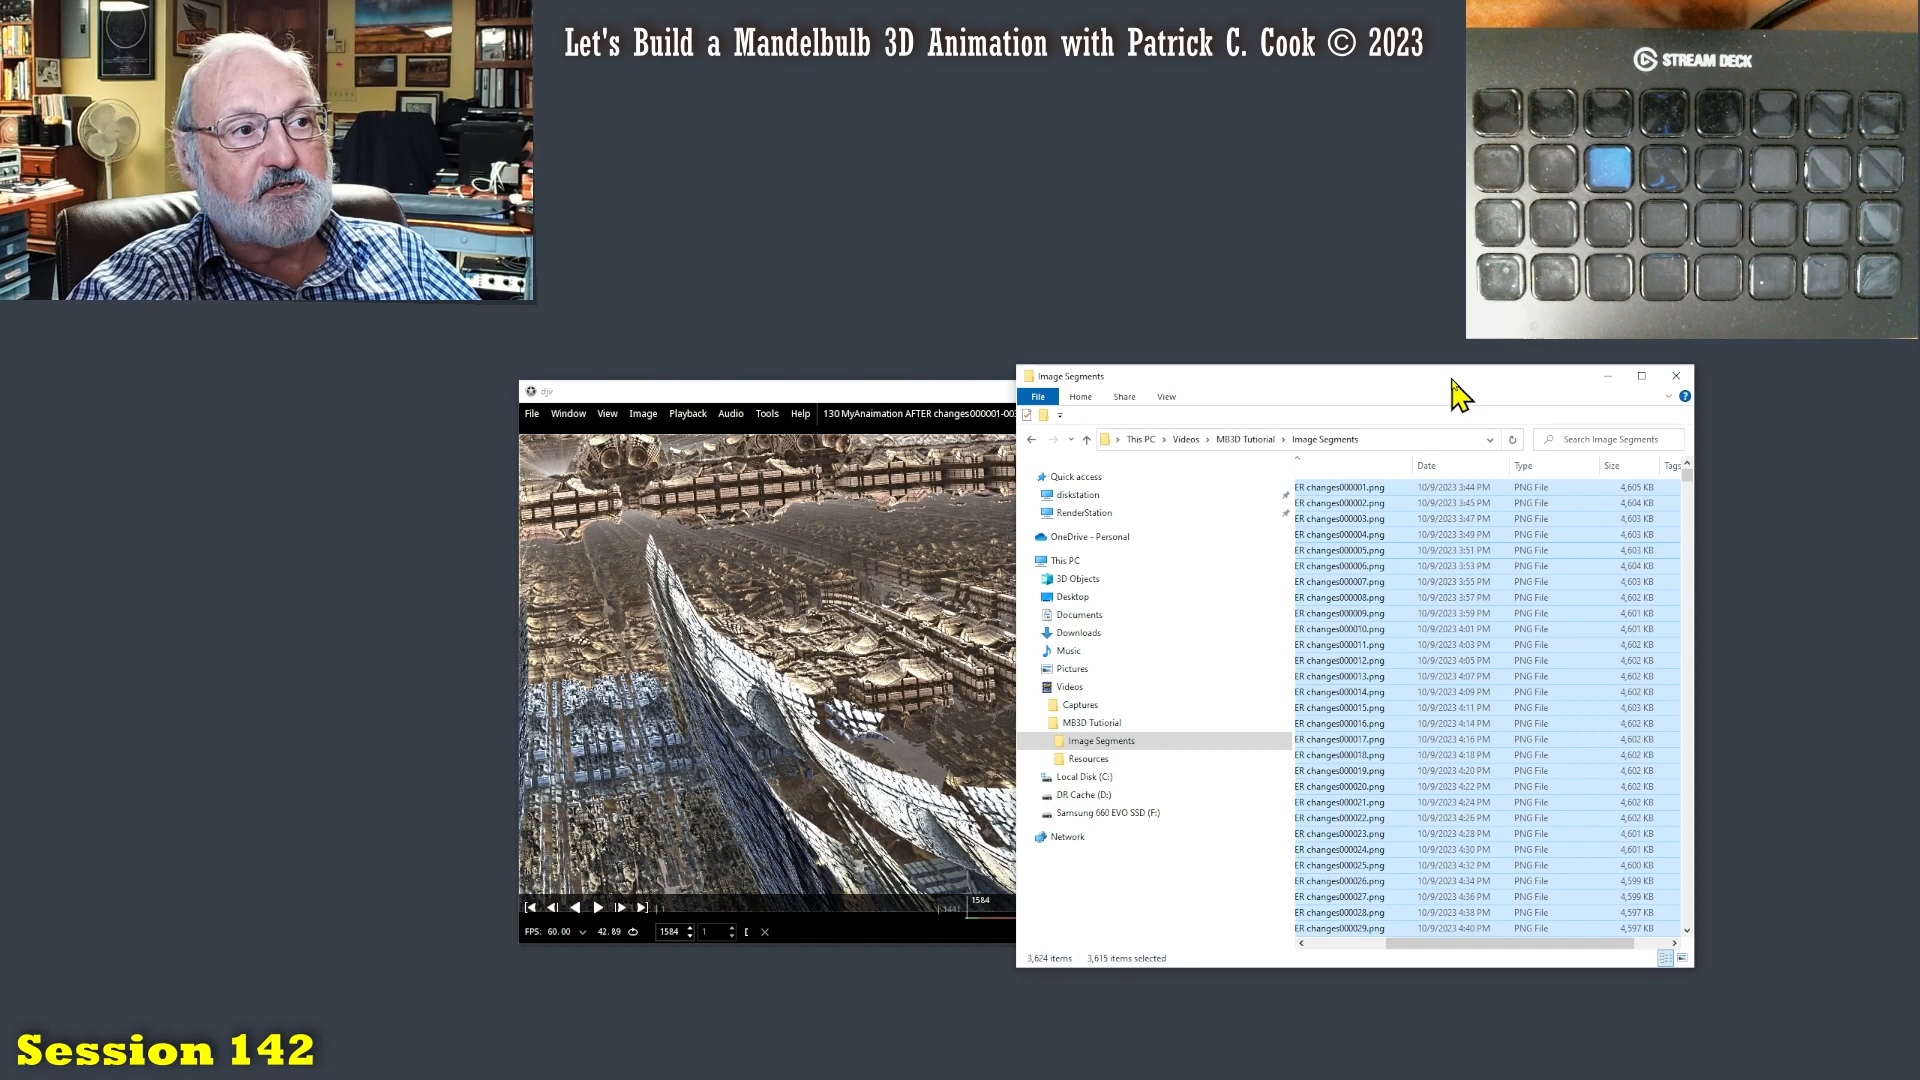 Let's Build a Mandelbulb 3D Animation with Patrick C. Cook © 2023
STREAM DECK
djv
File Window View Image Playback Audio Tools Help 130 MyAnaimation AFTER changes000001-00
1441
1584
FPS: 60.00 42.89 1584 1
Image Segments
File Home Share View
This PC Videos MB3D Tutiorial Image Segments
Search Image Segments
Quick access
diskstation
RenderStation
OneDrive - Personal
This PC
3D Objects
Desktop
Documents
Downloads
Music
Pictures
Videos
Captures
MB3D Tutiorial
Image Segments
Resources
Local Disk (C:)
DR Cache (D:)
Samsung 660 EVO SSD (F:)
Network
Date Type Size Tags
ER changes000001.png 10/9/2023 3:44 PM PNG File 4,605 KB
ER changes000002.png 10/9/2023 3:45 PM PNG File 4,604 KB
ER changes000003.png 10/9/2023 3:47 PM PNG File 4,603 KB
ER changes000004.png 10/9/2023 3:49 PM PNG File 4,603 KB
ER changes000005.png 10/9/2023 3:51 PM PNG File 4,603 KB
ER changes000006.png 10/9/2023 3:53 PM PNG File 4,604 KB
ER changes000007.png 10/9/2023 3:55 PM PNG File 4,603 KB
ER changes000008.png 10/9/2023 3:57 PM PNG File 4,602 KB
ER changes000009.png 10/9/2023 3:59 PM PNG File 4,601 KB
ER changes000010.png 10/9/2023 4:01 PM PNG File 4,601 KB
ER changes000011.png 10/9/2023 4:03 PM PNG File 4,602 KB
ER changes000012.png 10/9/2023 4:05 PM PNG File 4,602 KB
ER changes000013.png 10/9/2023 4:07 PM PNG File 4,602 KB
ER changes000014.png 10/9/2023 4:09 PM PNG File 4,602 KB
ER changes000015.png 10/9/2023 4:11 PM PNG File 4,603 KB
ER changes000016.png 10/9/2023 4:14 PM PNG File 4,602 KB
ER changes000017.png 10/9/2023 4:16 PM PNG File 4,602 KB
ER changes000018.png 10/9/2023 4:18 PM PNG File 4,602 KB
ER changes000019.png 10/9/2023 4:20 PM PNG File 4,602 KB
ER changes000020.png 10/9/2023 4:22 PM PNG File 4,602 KB
ER changes000021.png 10/9/2023 4:24 PM PNG File 4,602 KB
ER changes000022.png 10/9/2023 4:26 PM PNG File 4,602 KB
ER changes000023.png 10/9/2023 4:28 PM PNG File 4,601 KB
ER changes000024.png 10/9/2023 4:30 PM PNG File 4,601 KB
ER changes000025.png 10/9/2023 4:32 PM PNG File 4,600 KB
ER changes000026.png 10/9/2023 4:34 PM PNG File 4,599 KB
ER changes000027.png 10/9/2023 4:36 PM PNG File 4,599 KB
ER changes000028.png 10/9/2023 4:38 PM PNG File 4,597 KB
ER changes000029.png 10/9/2023 4:40 PM PNG File 4,597 KB
3,624 items 3,615 items selected
Session 142